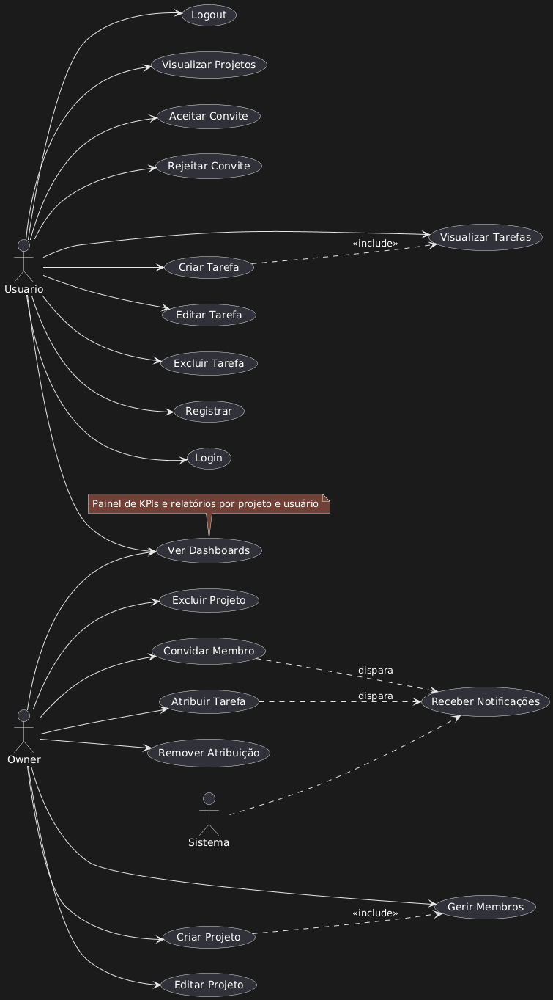 Logout
Visualizar Projetos
Aceitar Convite
Rejeitar Convite
Visualizar Tarefas
«include»
Criar Tarefa
Usuario
Editar Tarefa
Excluir Tarefa
Registrar
Login
Painel de KPIs e relatórios por projeto e usuário
Ver Dashboards
Excluir Projeto
Convidar Membro
dispara
Atribuir Tarefa
dispara
Receber Notificações
Owner
Remover Atribuição
Sistema
Gerir Membros
«include»
Criar Projeto
Editar Projeto